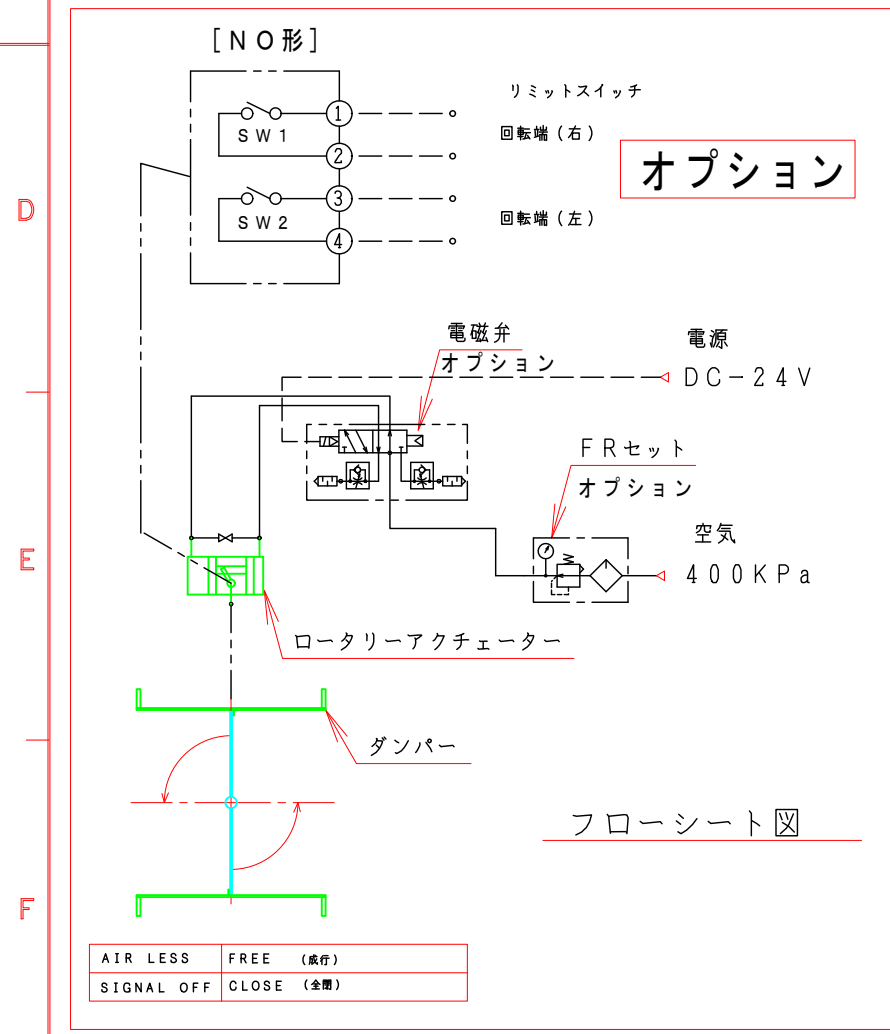 [NO形]
リミットスイッチ
1
SW1
回転端(右)
2
オプション
D
3
SW2
回転端(左)
4
電磁弁
オプション
電源
DC-24V
FRセット
オプション
E
空気
400KPa
ロータリーアクチェーター
ダンパー
フローシート図
F
AIR LESS FREE (成行)
SIGNAL OFF CLOSE (全閉)